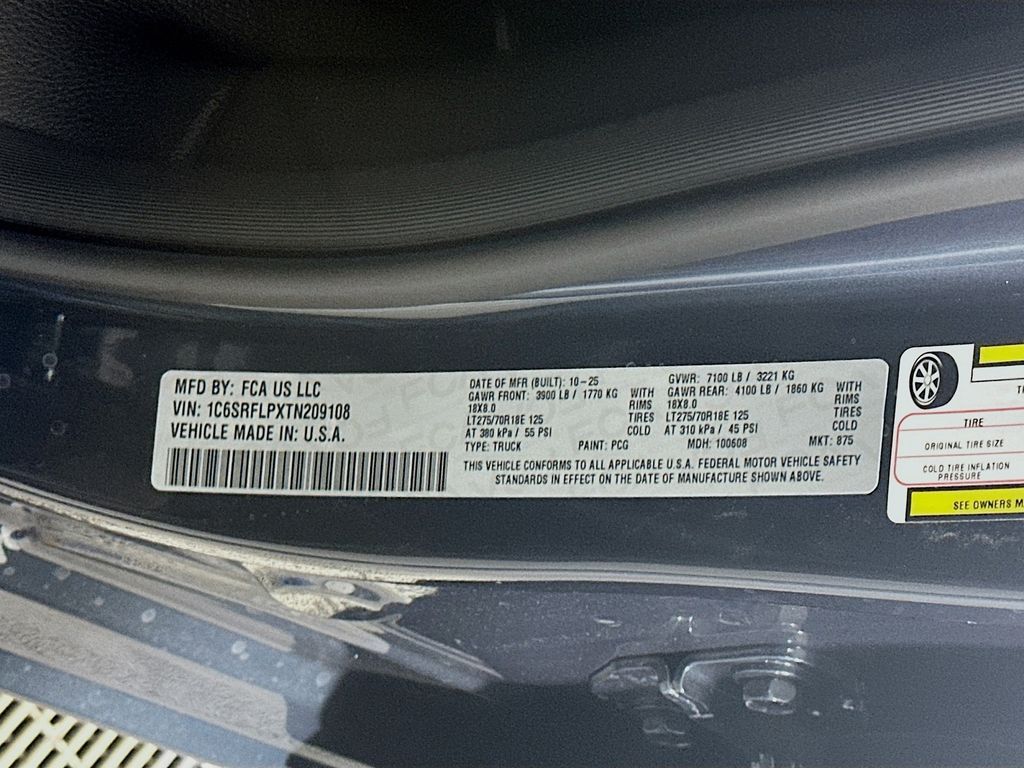 MFD BY: FCA US LLC
VIN: 1C6SRFLPXTN209108
VEHICLE MADE IN: U.S.A.
DATE OF MFR (BUILT): 10-25
GAWR FRONT: 3900 LB / 1770 KG WITH
18X8.0 RIMS
LT275/70R18E 125 TIRES
AT 380 kPa / 55 PSI COLD
GVWR: 7100 LB / 3221 KG
GAWR REAR: 4100 LB / 1860 KG WITH
18X8.0 RIMS
LT275/70R18E 125 TIRES
AT 310 kPa / 45 PSI COLD
TYPE: TRUCK PAINT: PCG MDH: 100608 MKT: 875
THIS VEHICLE CONFORMS TO ALL APPLICABLE U.S.A. FEDERAL MOTOR VEHICLE SAFETY
STANDARDS IN EFFECT ON THE DATE OF MANUFACTURE SHOWN ABOVE.
TIRE
ORIGINAL TIRE SIZE
COLD TIRE INFLATION
PRESSURE
SEE OWNERS